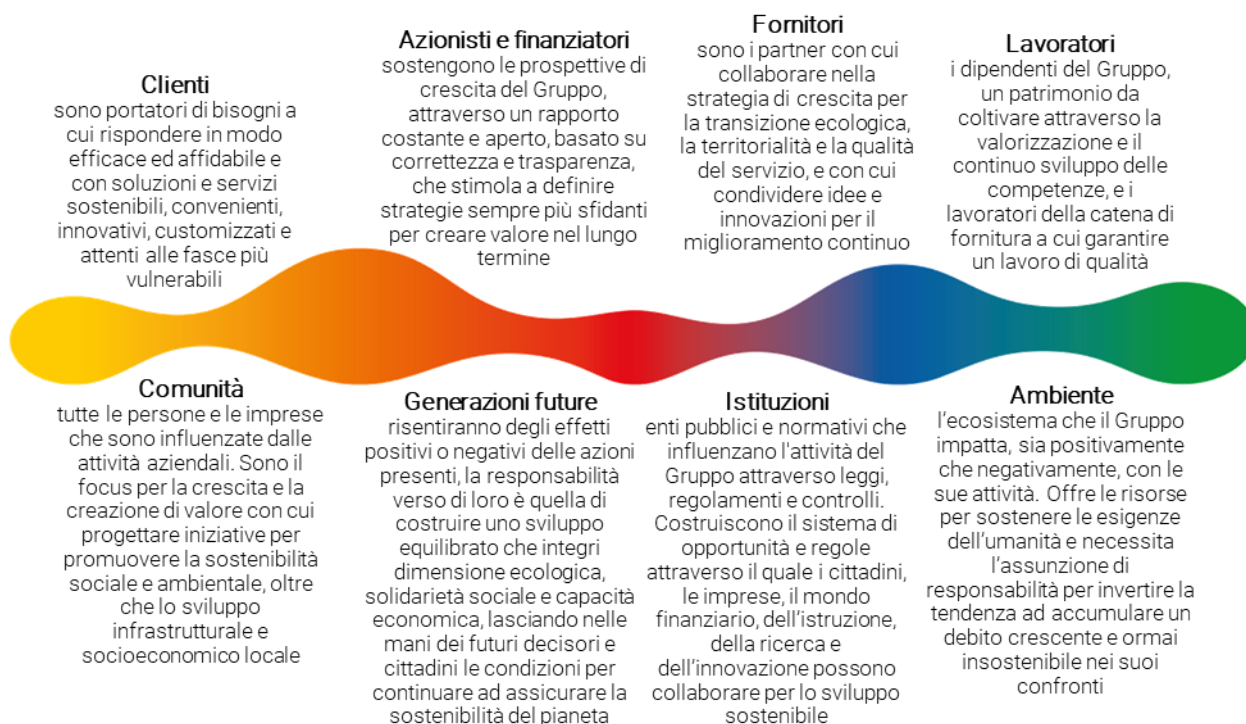 Clienti
sono portatori di bisogni a
cui rispondere in modo
efficace ed affidabile e
con soluzioni e servizi
sostenibili, convenienti,
innovativi, customizzati e
attenti alle fasce più
vulnerabili
Azionisti e finanziatori
sostengono le prospettive di
crescita del Gruppo,
attraverso un rapporto
costante e aperto, basato su
correttezza e trasparenza,
che stimola a definire
strategie sempre più sfidanti
per creare valore nel lungo
termine
Fornitori
sono i partner con cui
collaborare nella
strategia di crescita per
la transizione ecologica,
la territorialità e la qualità
del servizio, e con cui
condividere idee e
innovazioni per il
miglioramento continuo
Lavoratori
i dipendenti del Gruppo,
un patrimonio da
coltivare attraverso la
valorizzazione e il
continuo sviluppo delle
competenze, e i
lavoratori della catena di
fornitura a cui garantire
un lavoro di qualità
Comunità
tutte le persone e le imprese
che sono influenzate dalle
attività aziendali. Sono il
focus per la crescita e la
creazione di valore con cui
progettare iniziative per
promuovere la sostenibilità
sociale e ambientale, oltre
che lo sviluppo
infrastrutturale e
socioeconomico locale
Generazioni future
risentiranno degli effetti
positivi o negativi delle azioni
presenti, la responsabilità
verso di loro è quella di
costruire uno sviluppo
equilibrato che integri
dimensione ecologica,
solidarietà sociale e capacità
economica, lasciando nelle
mani dei futuri decisori e
cittadini le condizioni per
continuare ad assicurare la
sostenibilità del pianeta
Istituzioni
enti pubblici e normativi che
influenzano l'attività del
Gruppo attraverso leggi,
regolamenti e controlli.
Costruiscono il sistema di
opportunità e regole
attraverso il quale i cittadini,
le imprese, il mondo
finanziario, dell'istruzione,
della ricerca e
dell'innovazione possono
collaborare per lo sviluppo
sostenibile
Ambiente
l'ecosistema che il Gruppo
impatta, sia positivamente
che negativamente, con le
sue attività. Offre le risorse
per sostenere le esigenze
dell'umanità e necessita
l'assunzione di
responsabilità per invertire la
tendenza ad accumulare un
debito crescente e ormai
insostenibile nei suoi
confronti